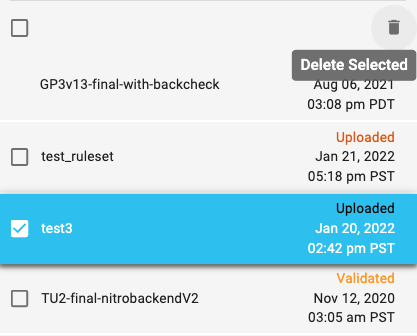 Delete Selected
GP3v13-final-with-backcheck
Aug 06, 2021
03:08 pm PDT
Uploaded
test_ruleset
Jan 21, 2022
05:18 pm PST
Uploaded
test3
Jan 20, 2022
02:42 pm PST
Validated
TU2-final-nitrobackendV2
Nov 12, 2020
03:05 am PST